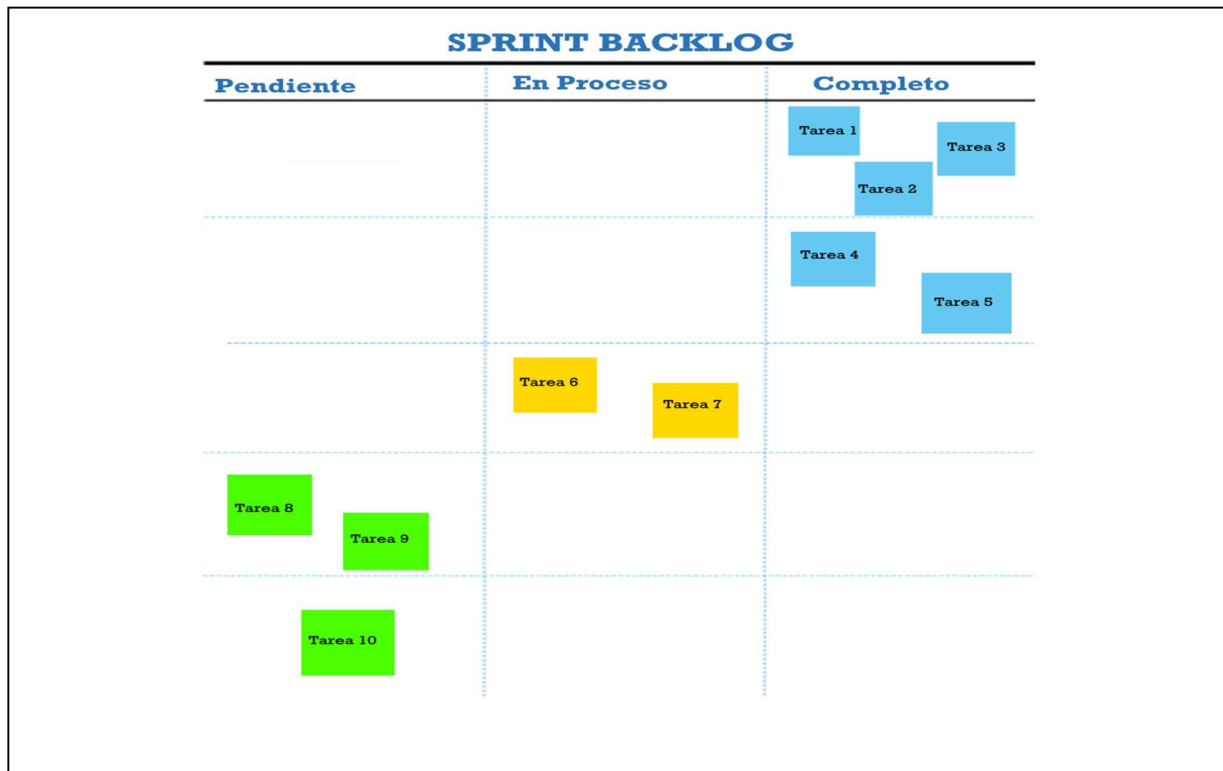 SPRINT BACKLOG
Pendiente
En Proceso
Completo
Tarea 1
Tarea 3
Tarea 2
Tarea 4
Tarea 5
Tarea 6
Tarea 7
Tarea 8
Tarea 9
Tarea 10